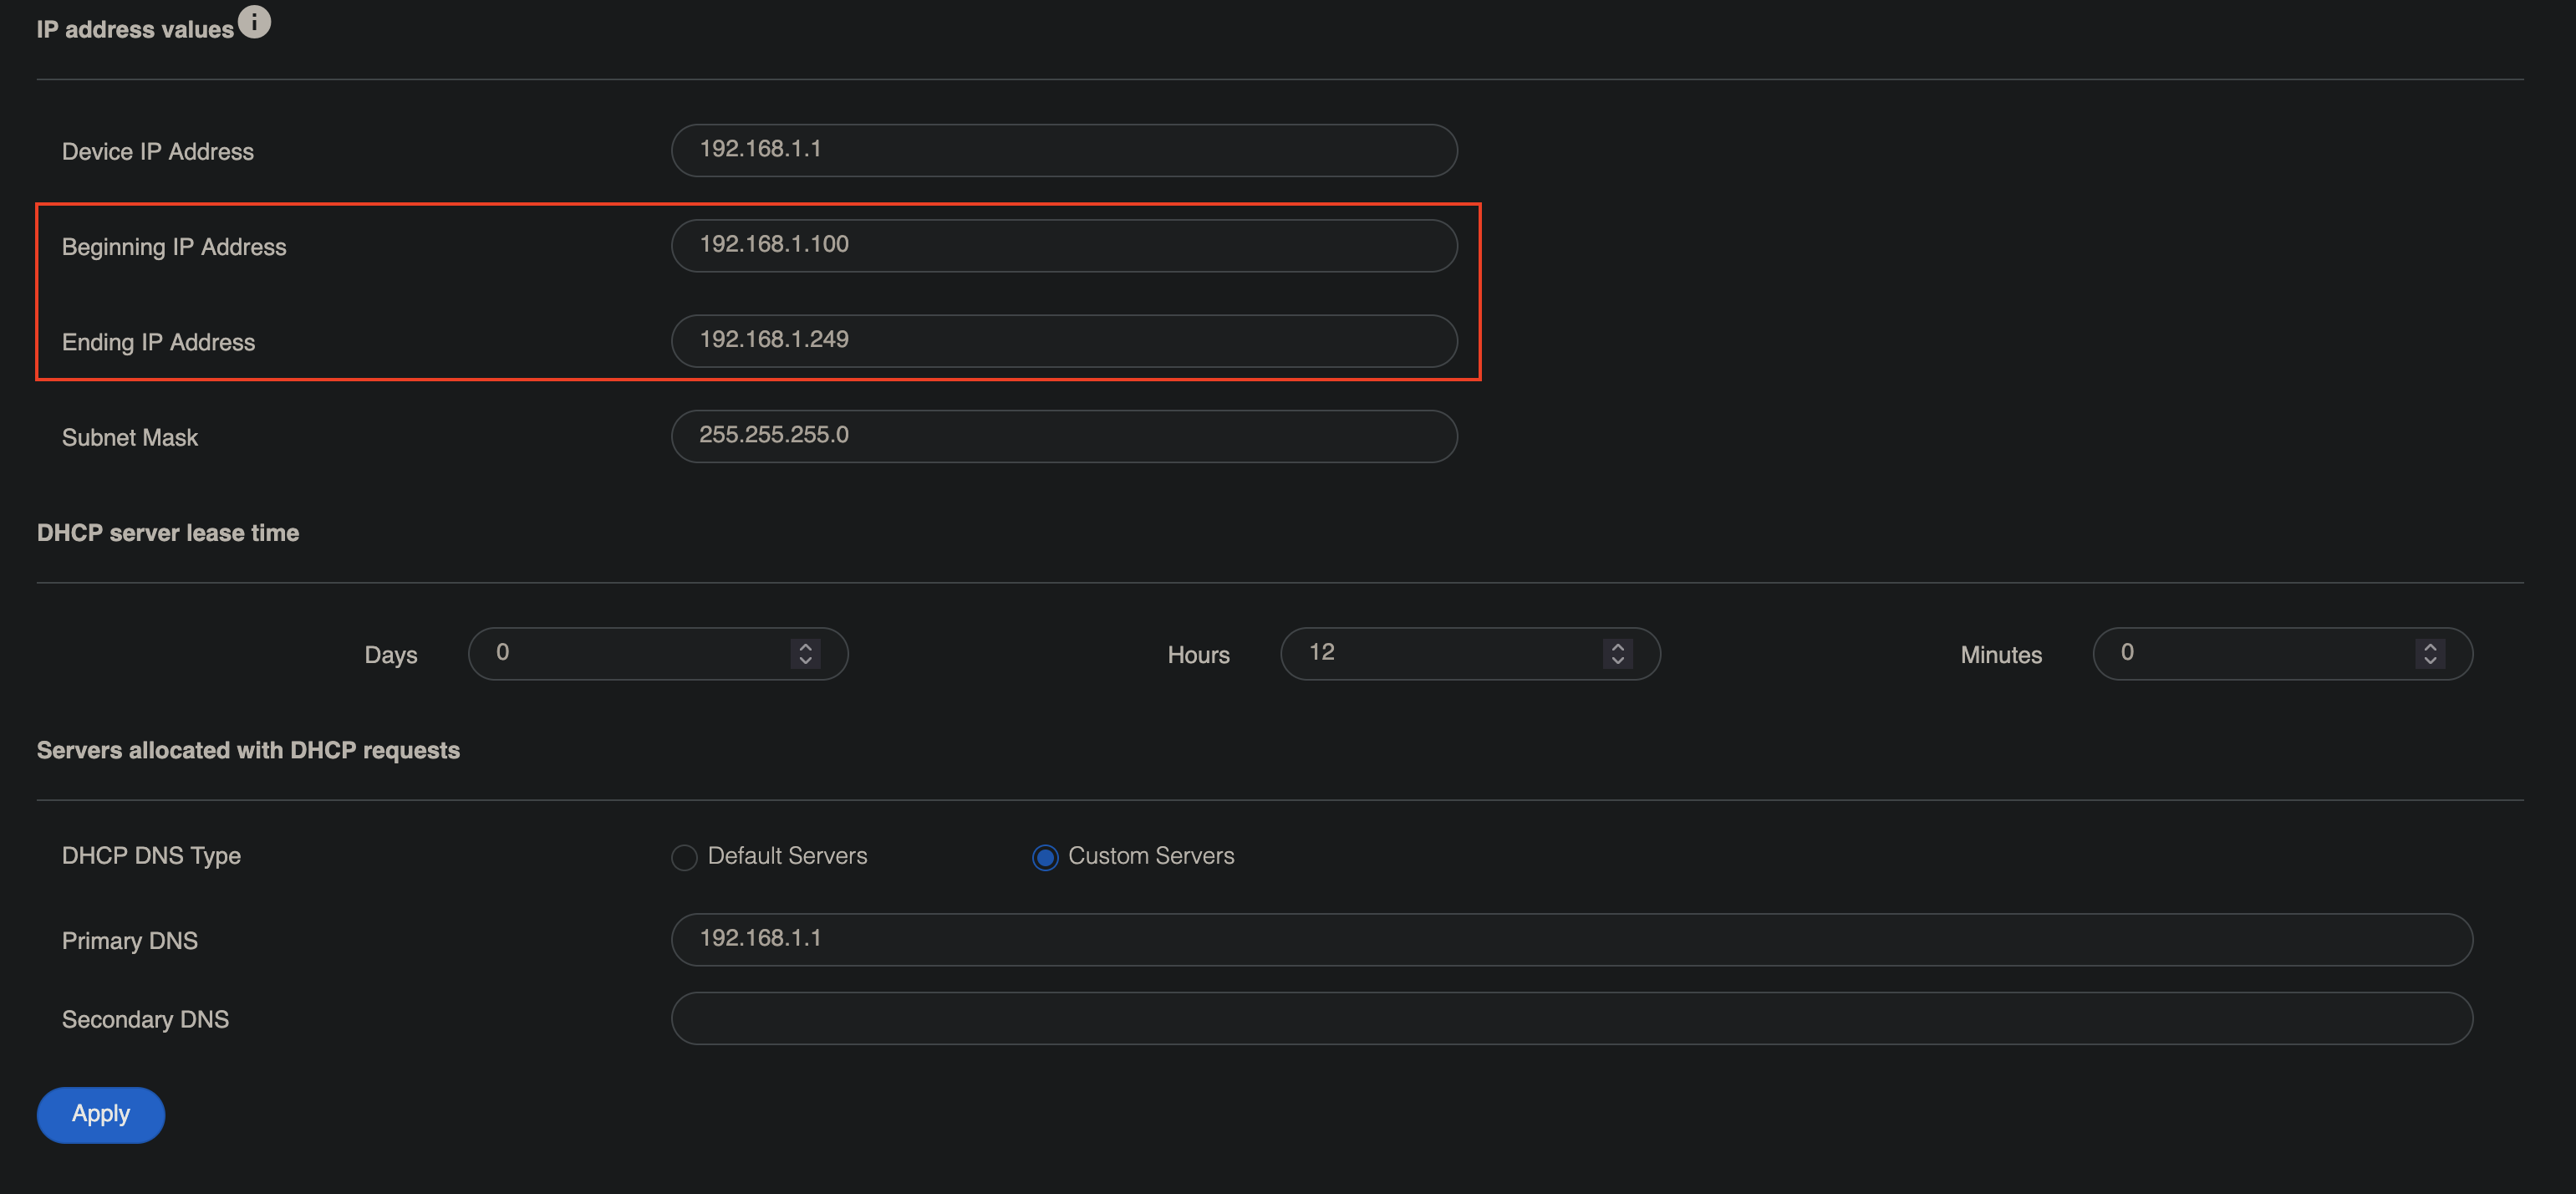 IP address values i
Device IP Address 192.168.1.1
Beginning IP Address 192.168.1.100
Ending IP Address 192.168.1.249
Subnet Mask 255.255.255.0
DHCP server lease time
Days 0 Hours 12 Minutes 0
Servers allocated with DHCP requests
DHCP DNS Type Default Servers Custom Servers
Primary DNS 192.168.1.1
Secondary DNS
Apply